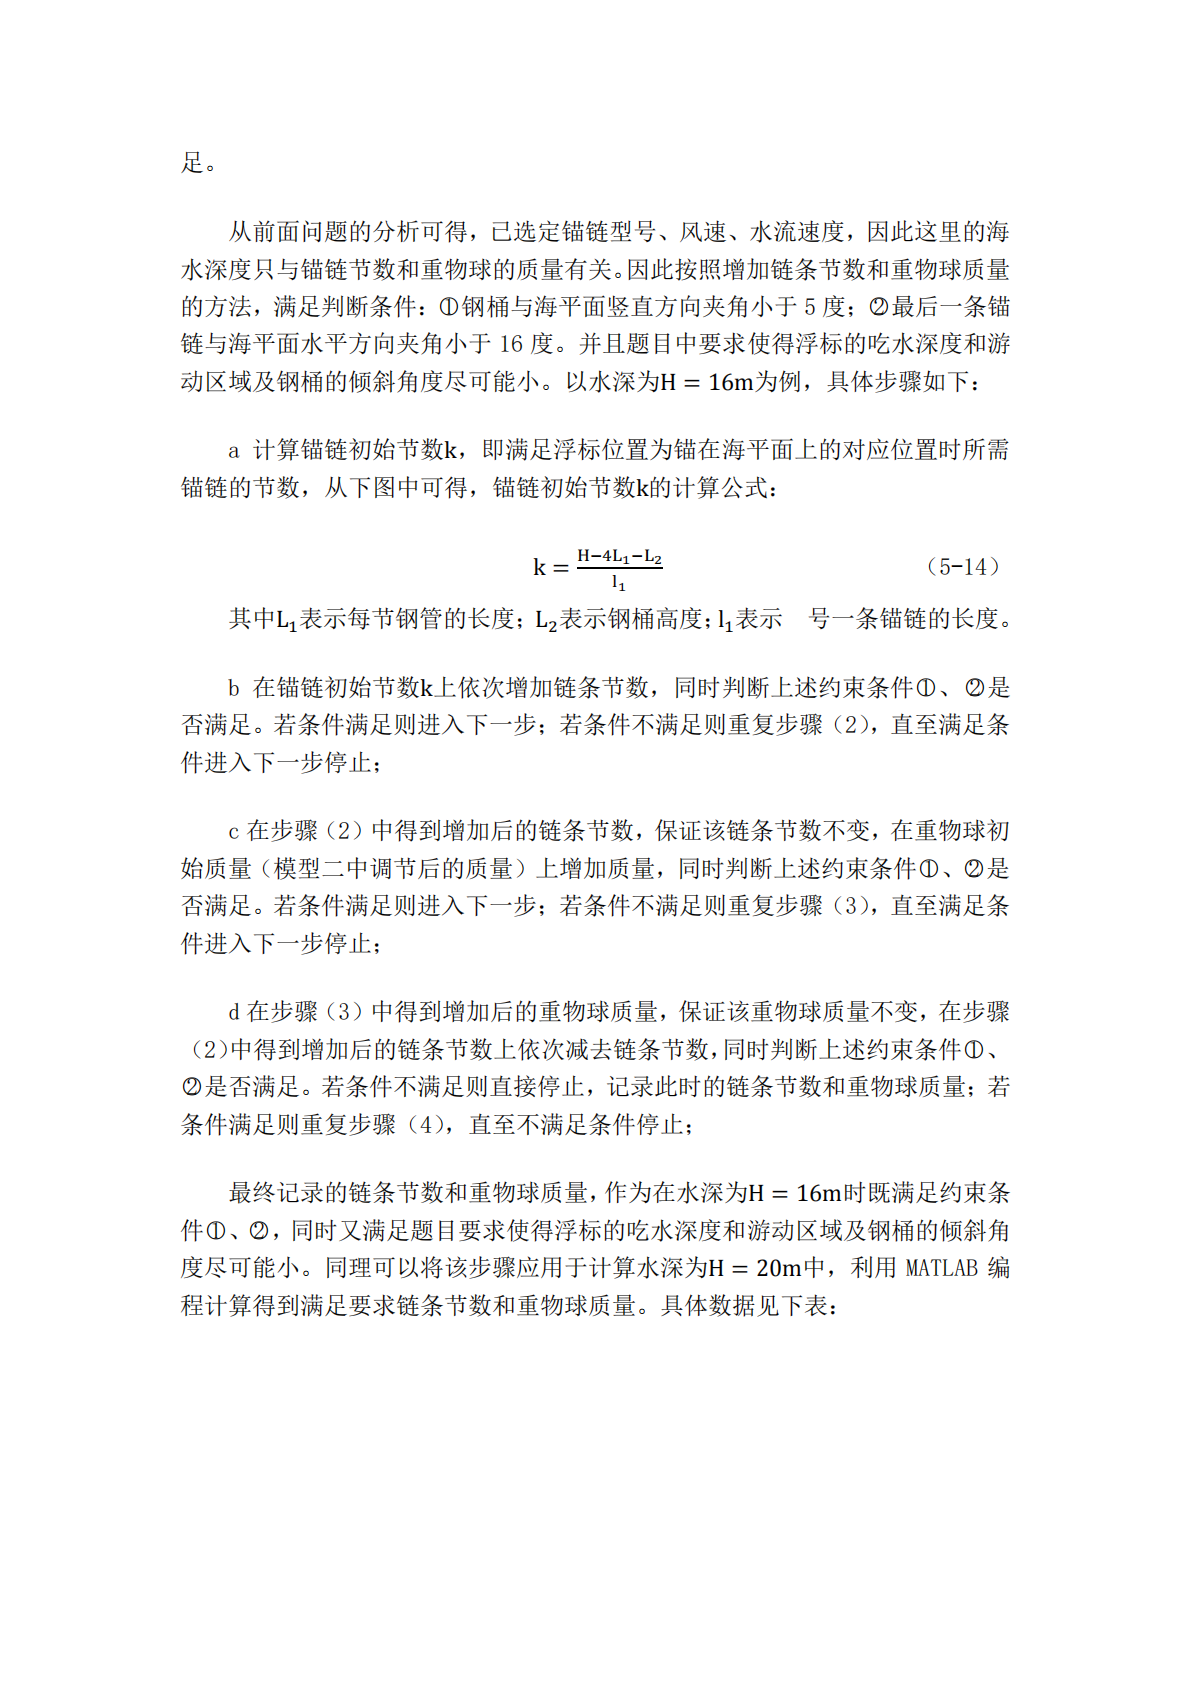 足。
从前面问题的分析可得，已选定锚链型号、风速、水流速度，因此这里的海
水深度只与锚链节数和重物球的质量有关。因此按照增加链条节数和重物球质量
的方法，满足判断条件：①钢桶与海平面竖直方向夹角小于 5 度；②最后一条锚
链与海平面水平方向夹角小于 16 度。并且题目中要求使得浮标的吃水深度和游
动区域及钢桶的倾斜角度尽可能小。以水深为H = 16m为例，具体步骤如下：
a 计算锚链初始节数k，即满足浮标位置为锚在海平面上的对应位置时所需
锚链的节数，从下图中可得，锚链初始节数k的计算公式：
k = \frac{H−4L₁−L₂}{l₁} （5-14）
其中L₁表示每节钢管的长度；L₂表示钢桶高度；l₁表示 号一条锚链的长度。
b 在锚链初始节数k上依次增加链条节数，同时判断上述约束条件①、②是
否满足。若条件满足则进入下一步；若条件不满足则重复步骤（2），直至满足条
件进入下一步停止；
c 在步骤（2）中得到增加后的链条节数，保证该链条节数不变，在重物球初
始质量（模型二中调节后的质量）上增加质量，同时判断上述约束条件①、②是
否满足。若条件满足则进入下一步；若条件不满足则重复步骤（3），直至满足条
件进入下一步停止；
d 在步骤（3）中得到增加后的重物球质量，保证该重物球质量不变，在步骤
（2）中得到增加后的链条节数上依次减去链条节数，同时判断上述约束条件①、
②是否满足。若条件不满足则直接停止，记录此时的链条节数和重物球质量；若
条件满足则重复步骤（4），直至不满足条件停止；
最终记录的链条节数和重物球质量，作为在水深为H = 16m时既满足约束条
件①、②，同时又满足题目要求使得浮标的吃水深度和游动区域及钢桶的倾斜角
度尽可能小。同理可以将该步骤应用于计算水深为H = 20m中，利用 MATLAB 编
程计算得到满足要求链条节数和重物球质量。具体数据见下表：